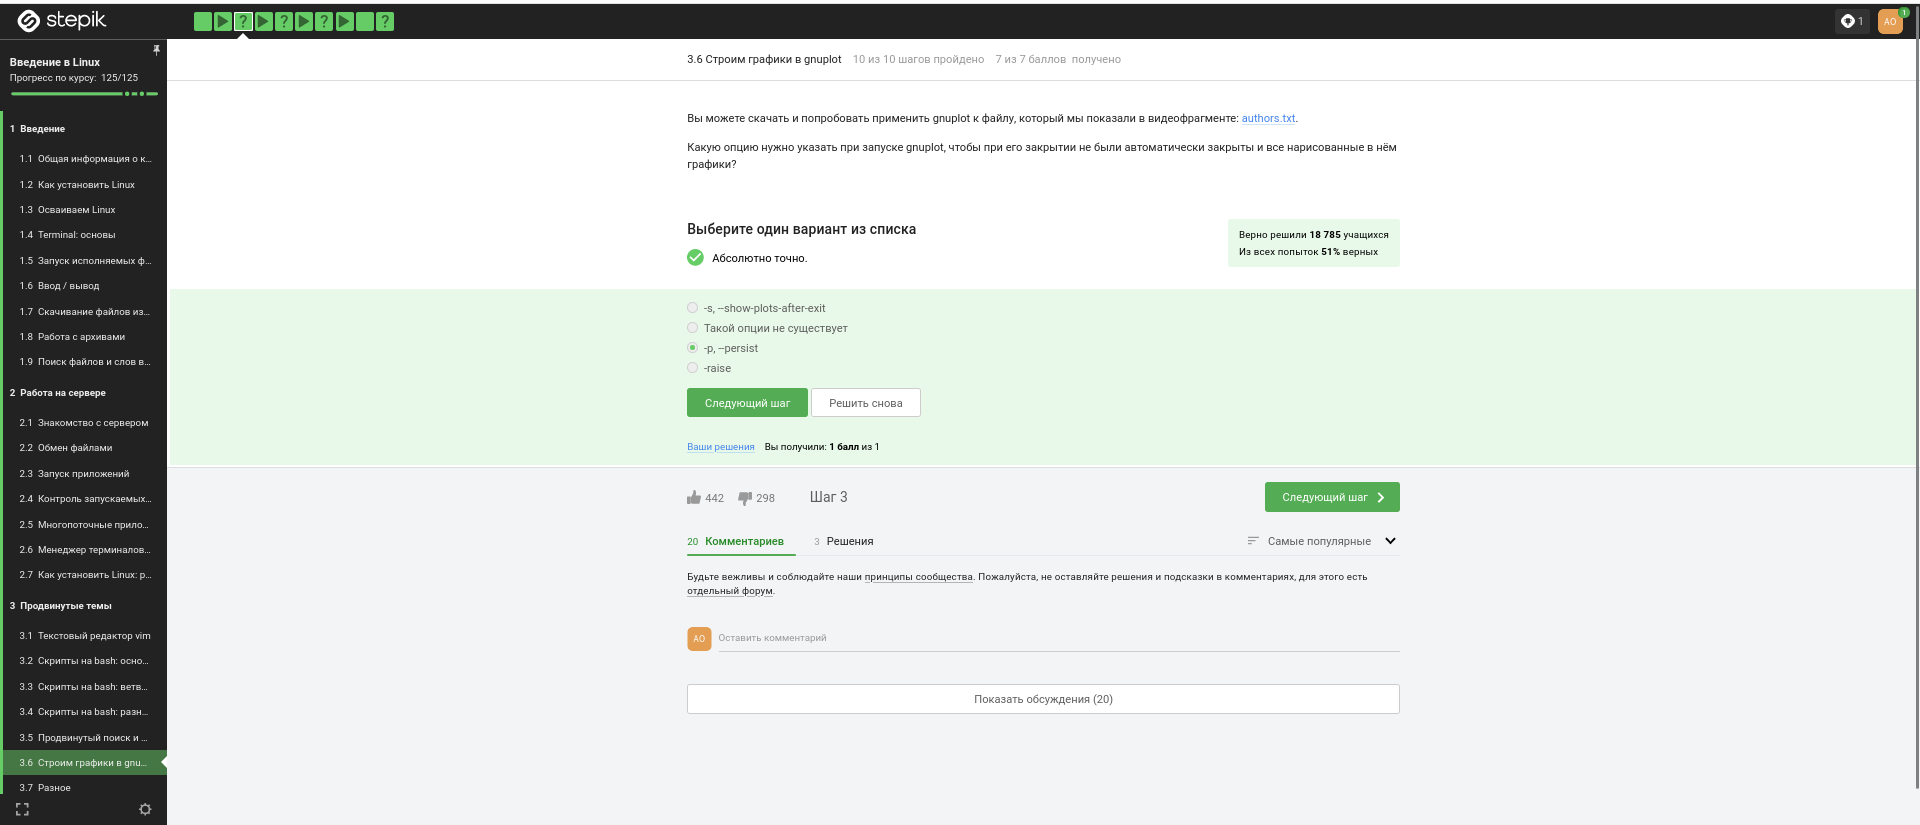 stepik
? ? ? ?
1
AO 1
Введение в Linux
Прогресс по курсу: 125/125
1 Введение
1.1 Общая информация о к...
1.2 Как установить Linux
1.3 Осваиваем Linux
1.4 Terminal: основы
1.5 Запуск исполняемых ф...
1.6 Ввод / вывод
1.7 Скачивание файлов из...
1.8 Работа с архивами
1.9 Поиск файлов и слов в...
2 Работа на сервере
2.1 Знакомство с сервером
2.2 Обмен файлами
2.3 Запуск приложений
2.4 Контроль запускаемых...
2.5 Многопоточные прило...
2.6 Менеджер терминалов...
2.7 Как установить Linux: р...
3 Продвинутые темы
3.1 Текстовый редактор vim
3.2 Скрипты на bash: осно...
3.3 Скрипты на bash: ветв...
3.4 Скрипты на bash: разн...
3.5 Продвинутый поиск и ...
3.6 Строим графики в gnu...
3.7 Разное
3.6 Строим графики в gnuplot 10 из 10 шагов пройдено 7 из 7 баллов получено
Вы можете скачать и попробовать применить gnuplot к файлу, который мы показали в видеофрагменте: authors.txt.
Какую опцию нужно указать при запуске gnuplot, чтобы при его закрытии не были автоматически закрыты и все нарисованные в нём
графики?
Выберите один вариант из списка
Абсолютно точно.
Верно решили 18 785 учащихся
Из всех попыток 51% верных
-s, --show-plots-after-exit
Такой опции не существует
-p, --persist
-raise
Следующий шаг Решить снова
Ваши решения Вы получили: 1 балл из 1
442 298 Шаг 3 Следующий шаг
20 Комментариев 3 Решения Самые популярные
Будьте вежливы и соблюдайте наши принципы сообщества. Пожалуйста, не оставляйте решения и подсказки в комментариях, для этого есть
отдельный форум.
AO Оставить комментарий
Показать обсуждения (20)